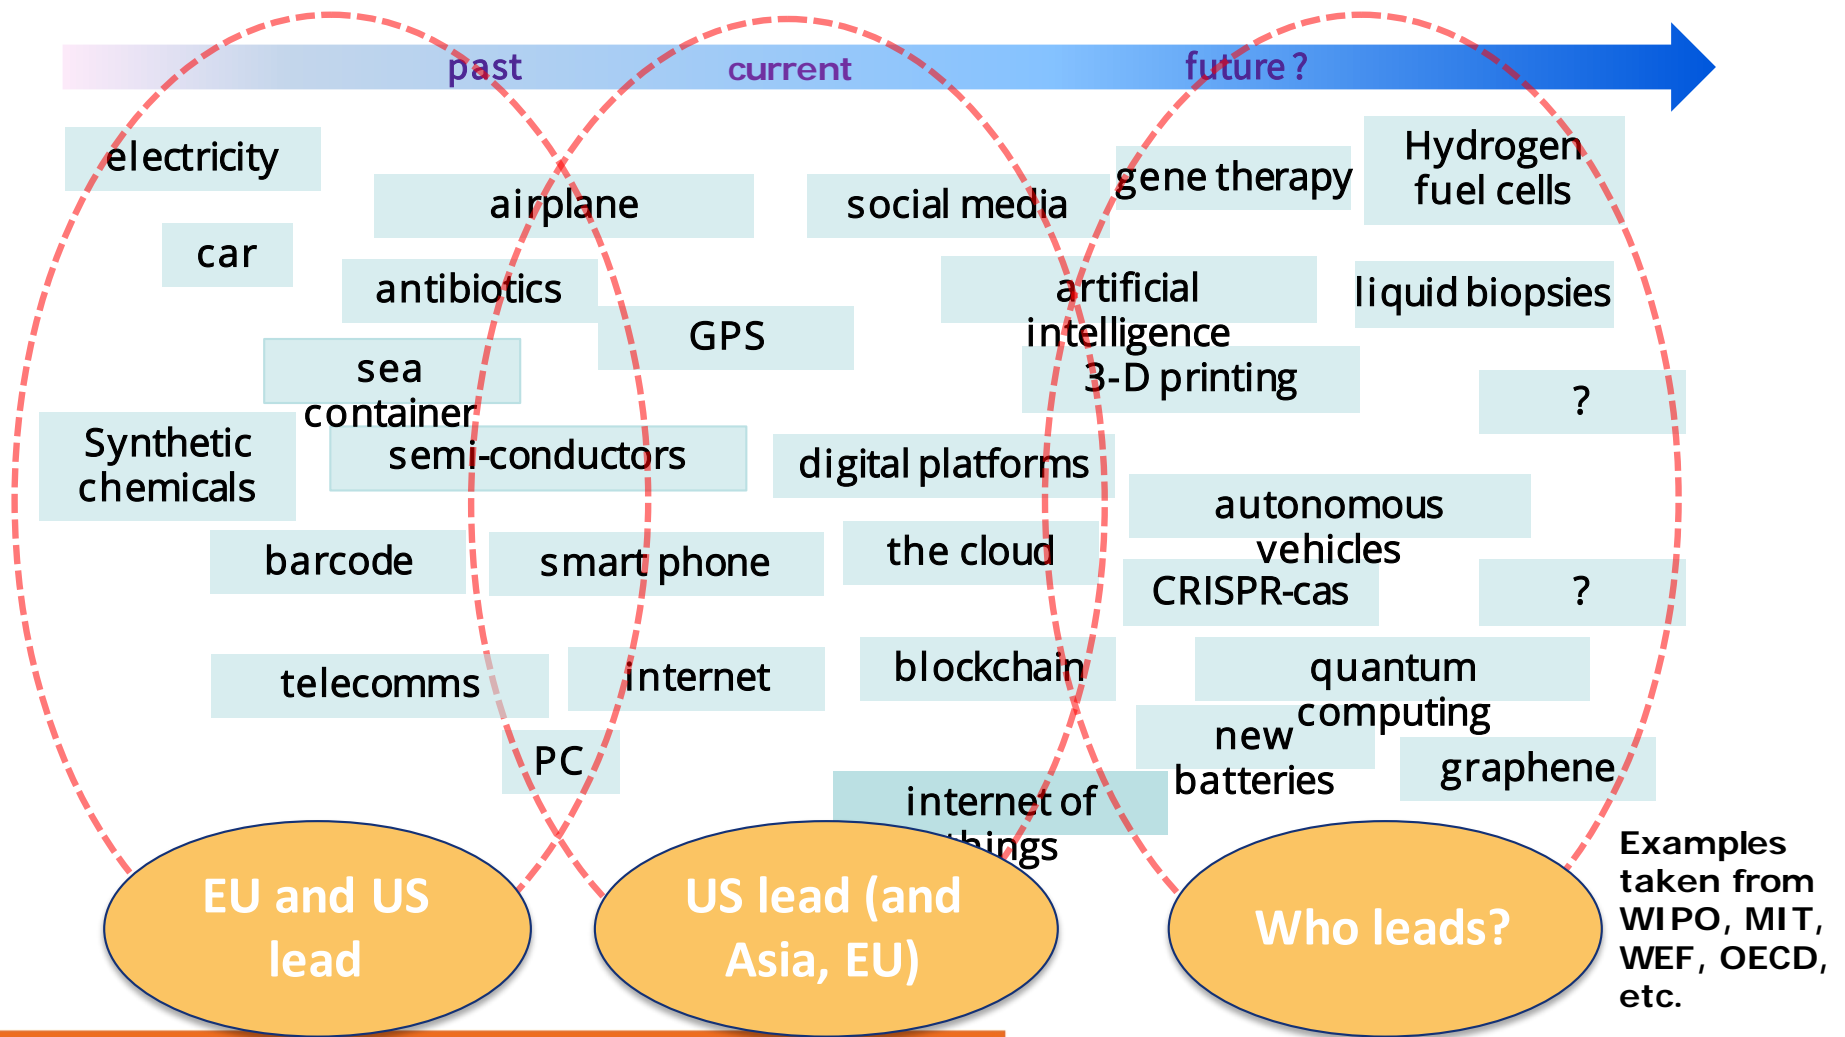 past
current
future?
electricity
car
airplane
antibiotics
GPS
sea
container
Synthetic
chemicals
semi-conductors
barcode
smart phone
telecomms
internet
PC
social media
gene therapy
Hydrogen
fuel cells
artificial
intelligence
liquid biopsies
3-D printing
?
digital platforms
the cloud
autonomous
vehicles
CRISPR-cas
?
blockchain
quantum
computing
new
batteries
graphene
internet of
things
EU and US
lead
US lead (and
Asia, EU)
Who leads?
Examples
taken from
WIPO, MIT,
WEF, OECD,
etc.